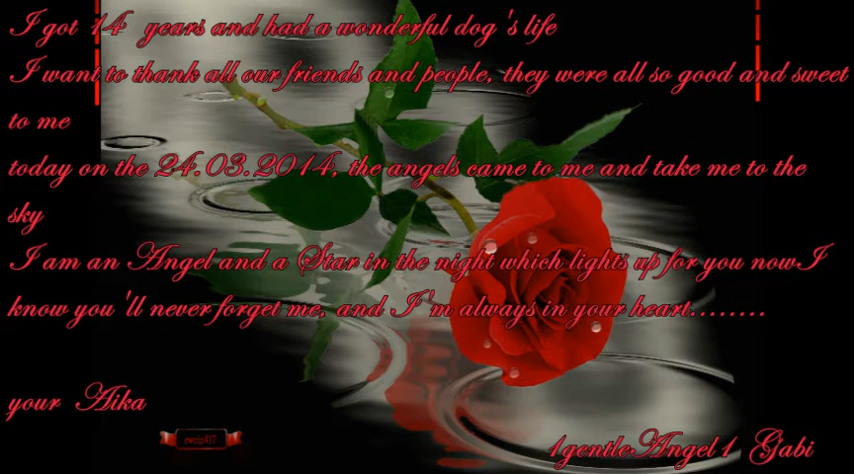 I got 14 years and had a wonderful dog 's life
I want to thank all our friends and people, they were all so good and sweet
to me
today on the 24.03.2014, the angels came to me and take me to the
sky
I am an Angel and a Star in the night which lights up for you nowI
know you 'll never forget me, and I 'm always in your heart........
your Aika
1gentleAngel1 Gabi